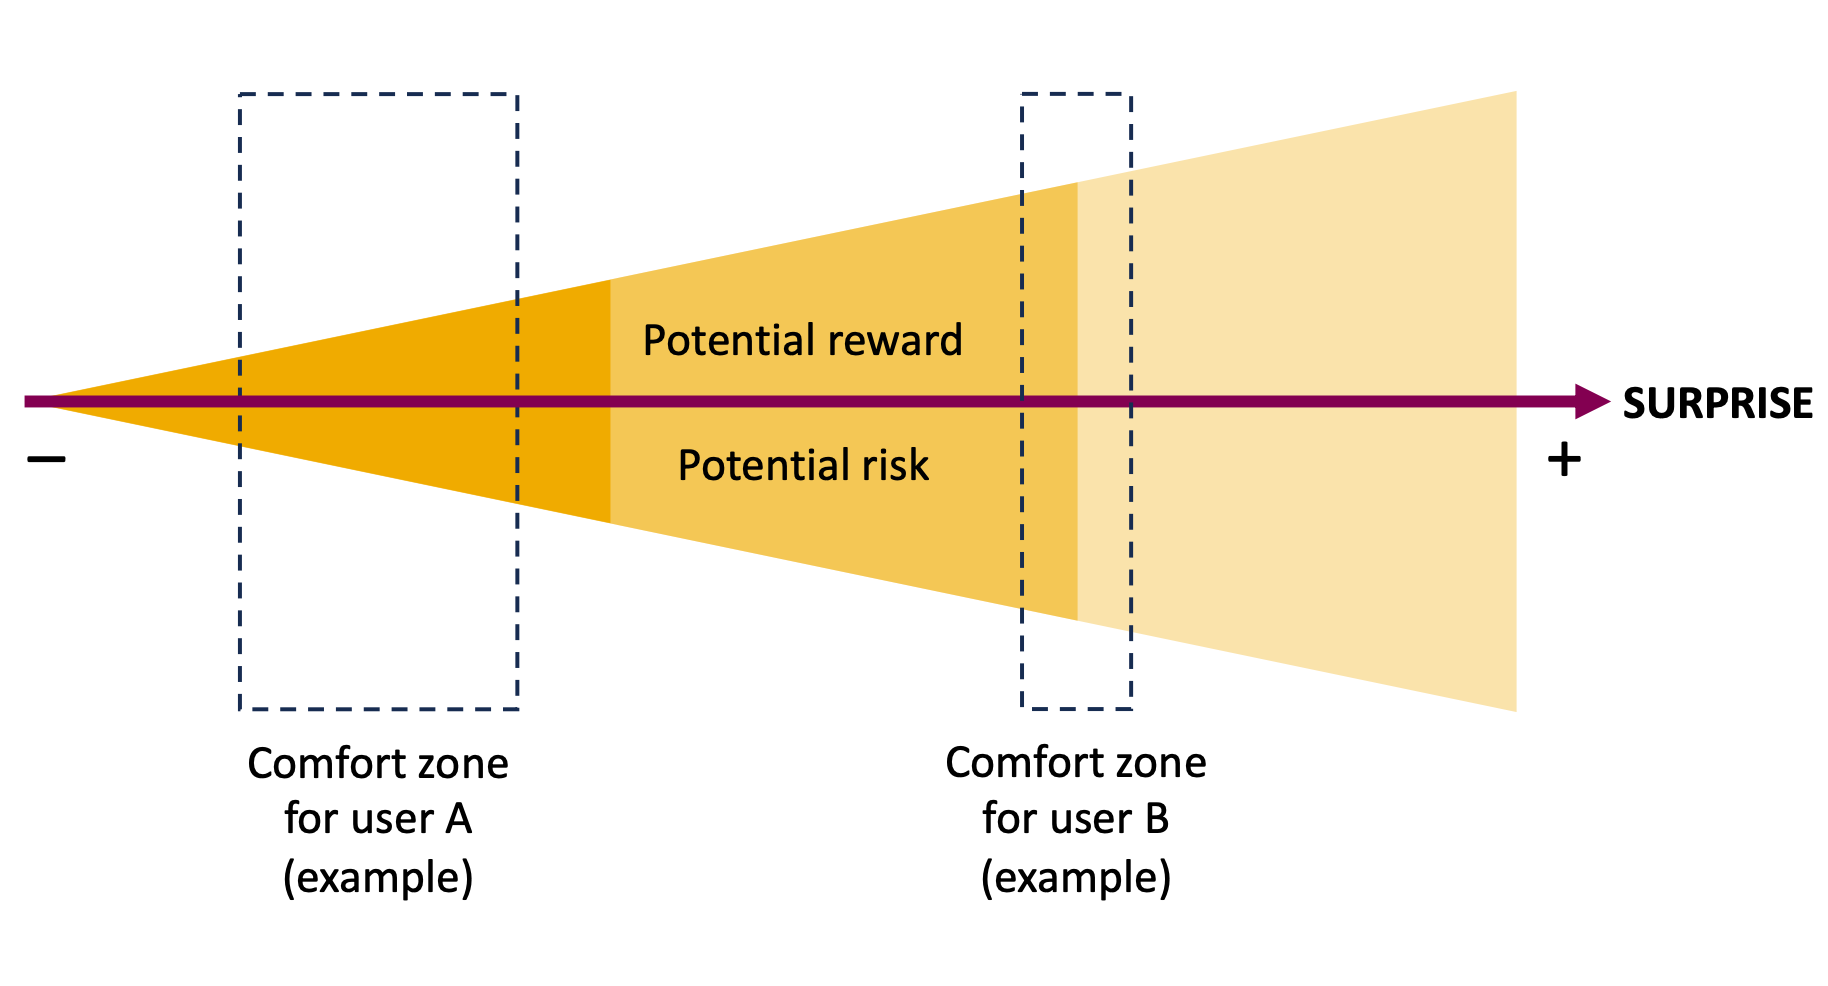 Potential reward
SURPRISE
–
+
Potential risk
Comfort zone
for user A
(example)
Comfort zone
for user B
(example)